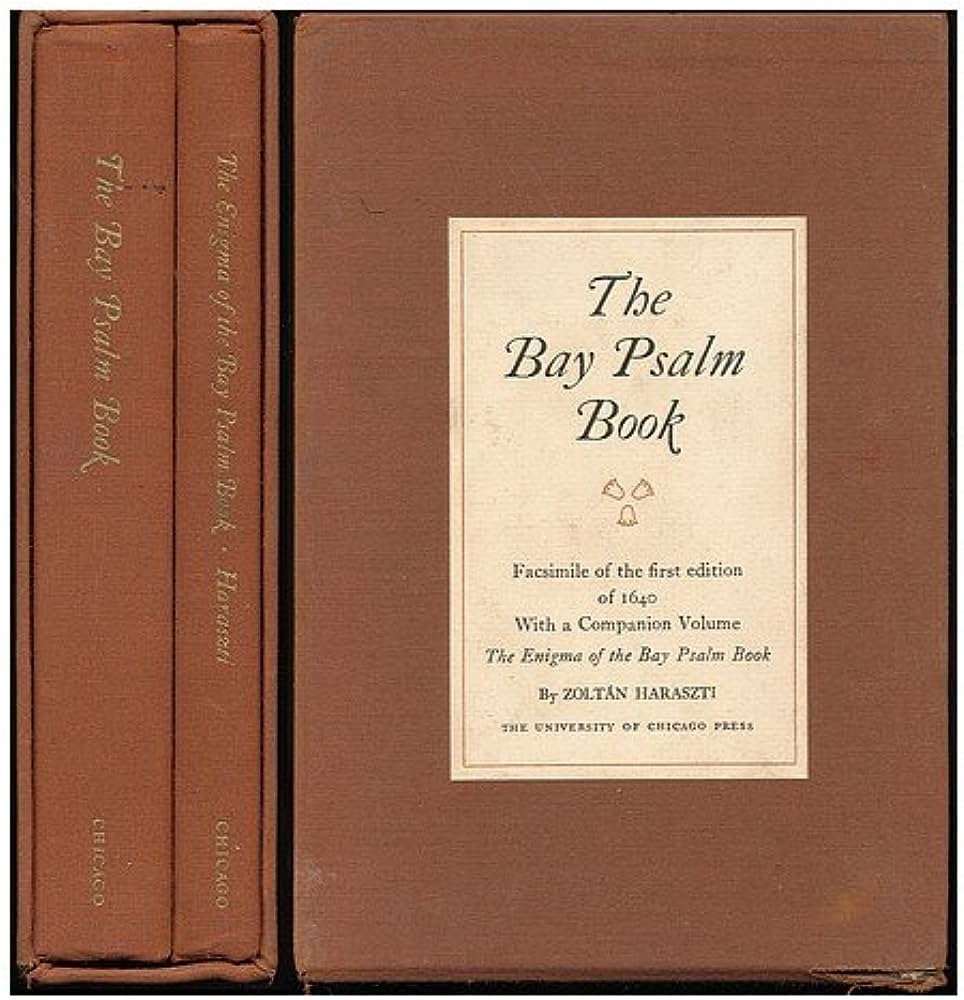 The Bay Psalm Book
CHICAGO
The Enigma of the Bay Psalm Book · Haraszti
CHICAGO
The
Bay Psalm
Book
Facsimile of the first edition
of 1640
With a Companion Volume
The Enigma of the Bay Psalm Book
By ZOLTÁN HARASZTI
THE UNIVERSITY OF CHICAGO PRESS